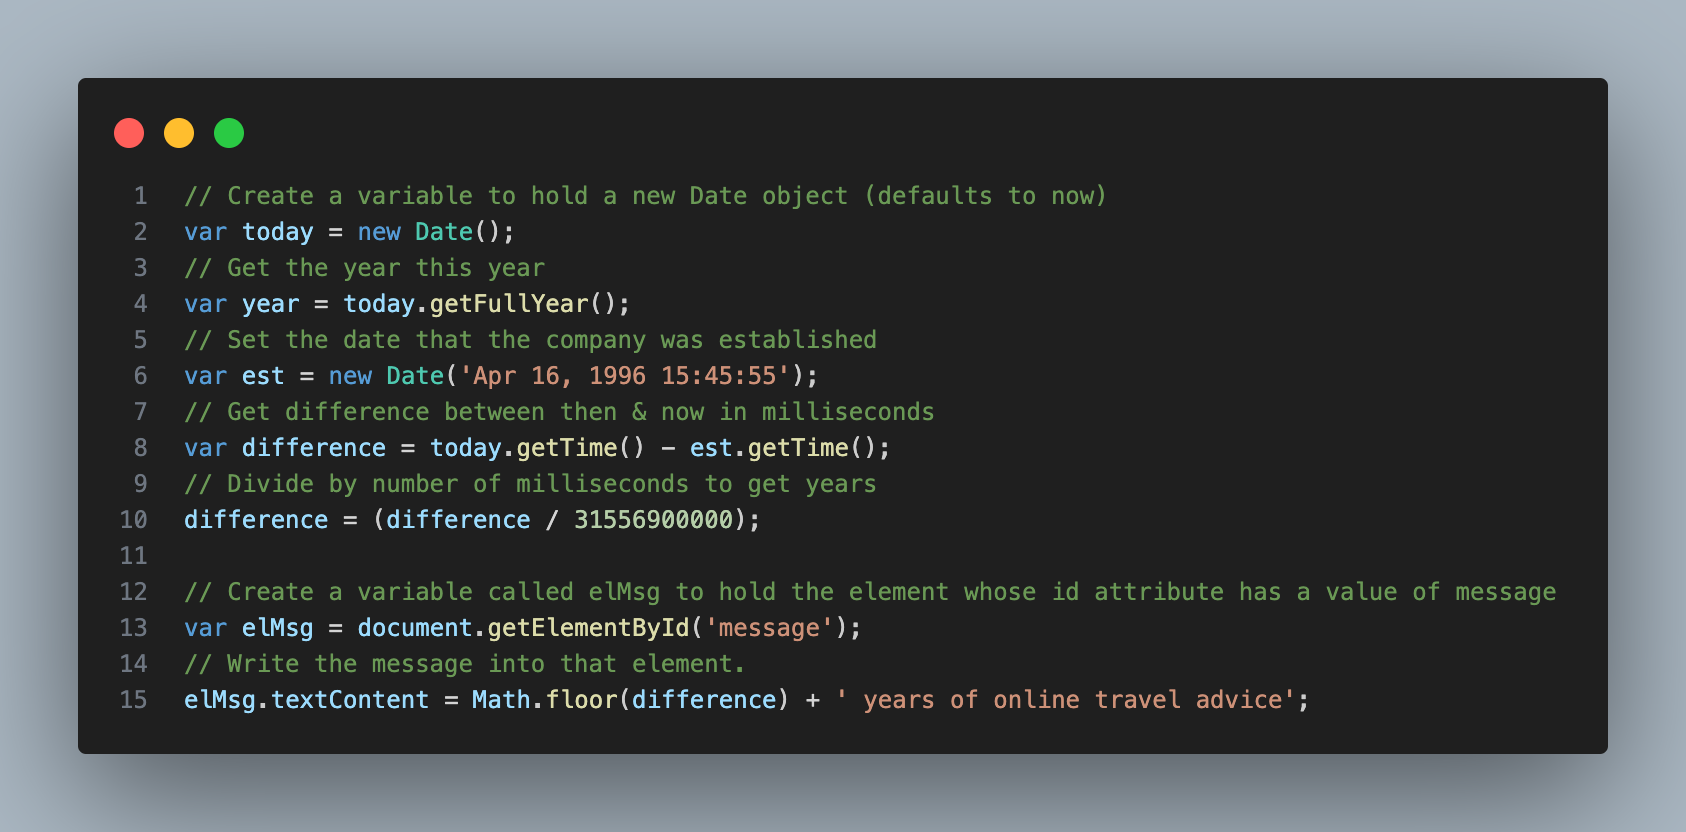 1 // Create a variable to hold a new Date object (defaults to now)
2 var today = new Date();
3 // Get the year this year
4 var year = today.getFullYear();
5 // Set the date that the company was established
6 var est = new Date('Apr 16, 1996 15:45:55');
7 // Get difference between then & now in milliseconds
8 var difference = today.getTime() - est.getTime();
9 // Divide by number of milliseconds to get years
10 difference = (difference / 31556900000);
11
12 // Create a variable called elMsg to hold the element whose id attribute has a value of message
13 var elMsg = document.getElementById('message');
14 // Write the message into that element.
15 elMsg.textContent = Math.floor(difference) + ' years of online travel advice';